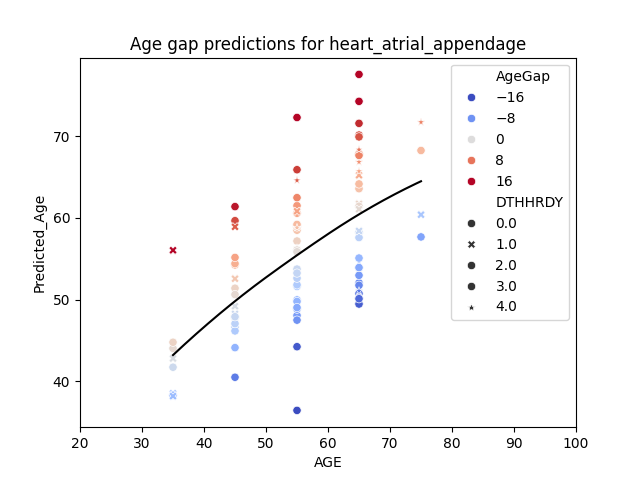 Age gap predictions for heart_atrial_appendage
AgeGap
−16
−8
0
8
16
DTHHRDY
0.0
1.0
2.0
3.0
4.0
Predicted_Age
70
60
50
40
20 30 40 50 60 70 80 90 100
AGE